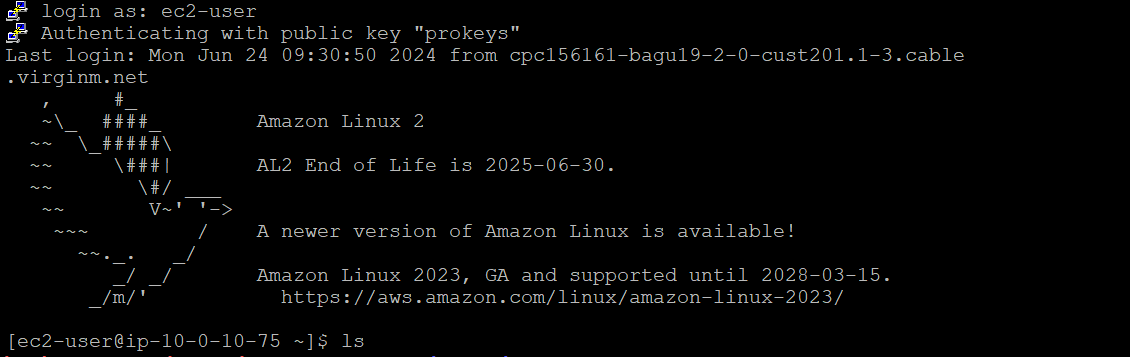 login as: ec2-user
Authenticating with public key "prokeys"
Last login: Mon Jun 24 09:30:50 2024 from cpc156161-bagu19-2-0-cust201.1-3.cable
.virginm.net
   ,     #_
   ~\_  ####_        Amazon Linux 2
  ~~  \_#####\
  ~~     \###|       AL2 End of Life is 2025-06-30.
  ~~       \#/ ___
   ~~       V~' '->
    ~~~         /    A newer version of Amazon Linux is available!
      ~~._.   _/
         _/ _/       Amazon Linux 2023, GA and supported until 2028-03-15.
       _/m/'           https://aws.amazon.com/linux/amazon-linux-2023/
[ec2-user@ip-10-0-10-75 ~]$ ls